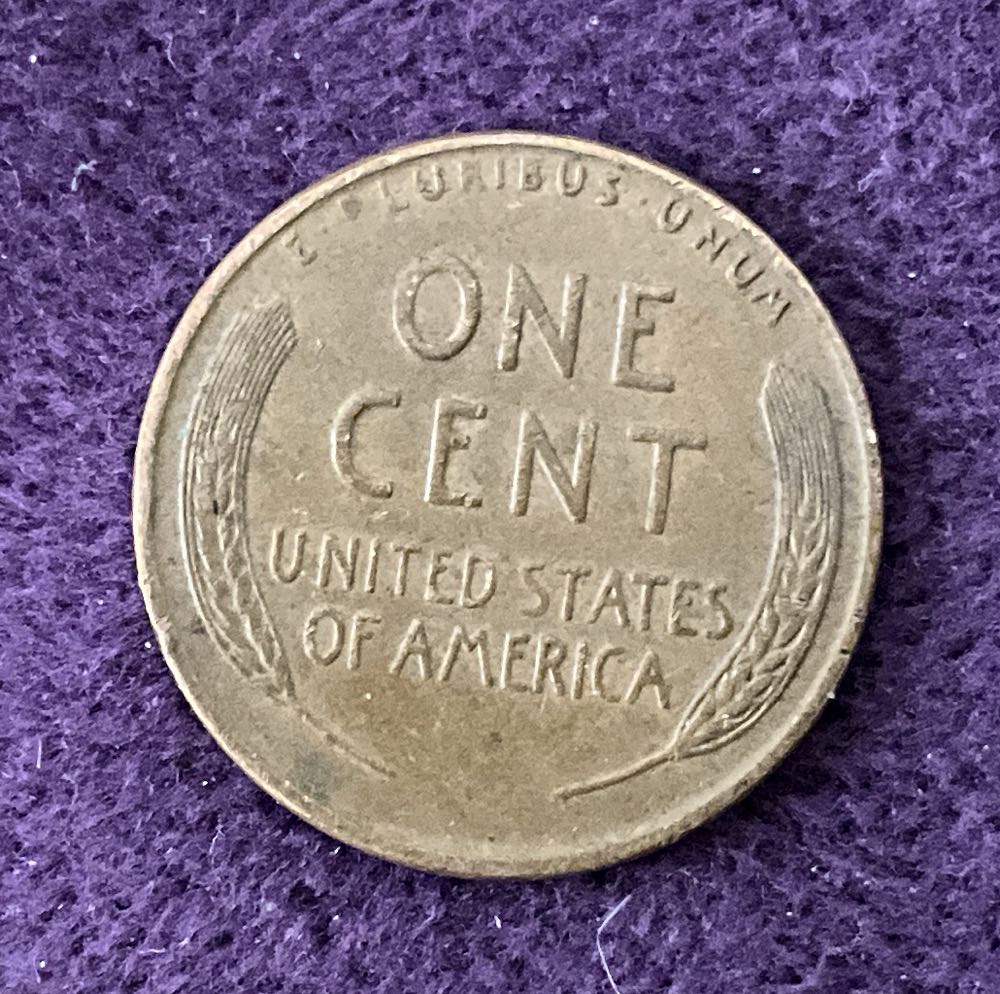 E · PLURIBUS · UNUM
ONE
CENT
UNITED STATES
OF AMERICA